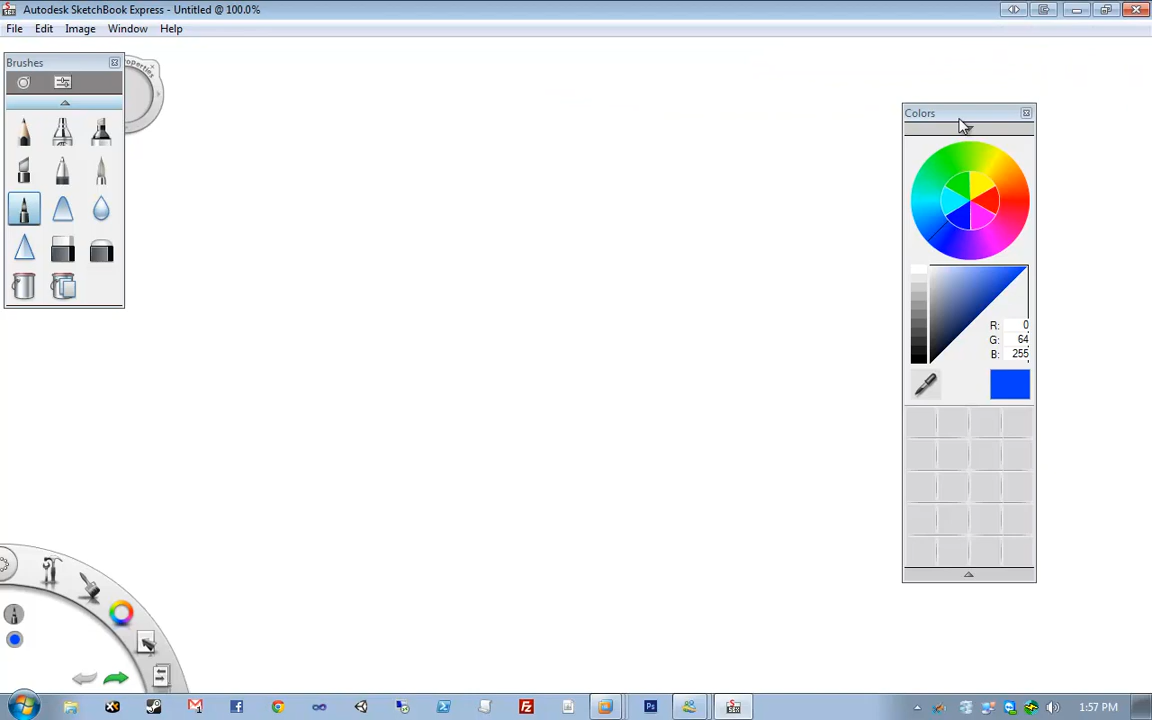 Autodesk SketchBook Express - Untitled @ 100.0%
File Edit Image Window Help
Brushes
Properties
Colors
R: 0
G: 64
B: 255
1:57 PM